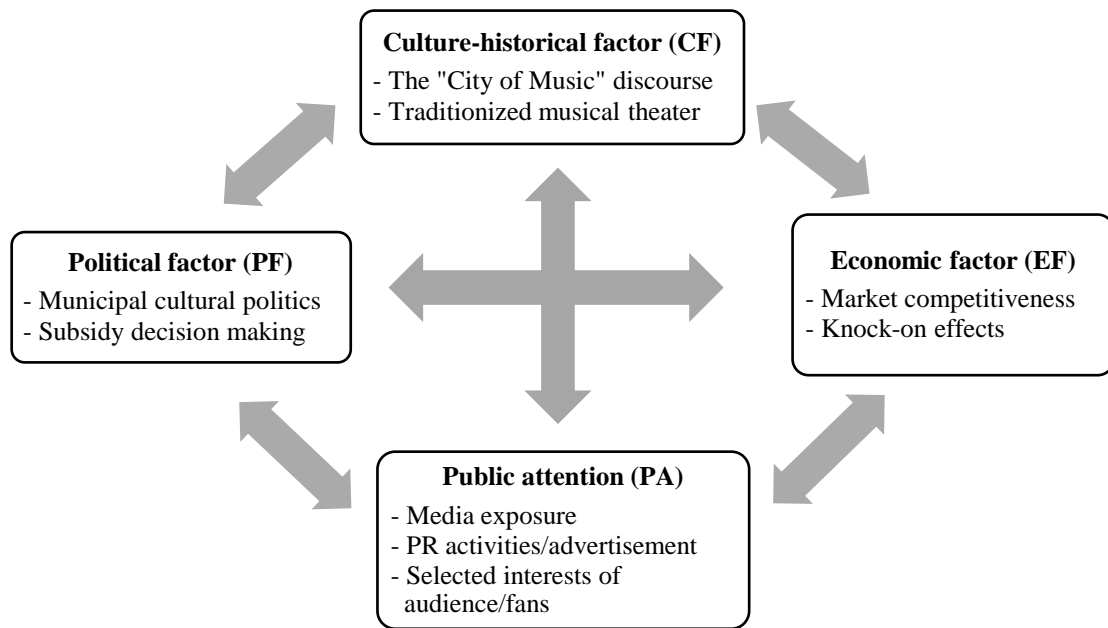 Culture-historical factor (CF)
- The "City of Music" discourse
- Traditionized musical theater
Political factor (PF)
- Municipal cultural politics
- Subsidy decision making
Economic factor (EF)
- Market competitiveness
- Knock-on effects
Public attention (PA)
- Media exposure
- PR activities/advertisement
- Selected interests of
audience/fans